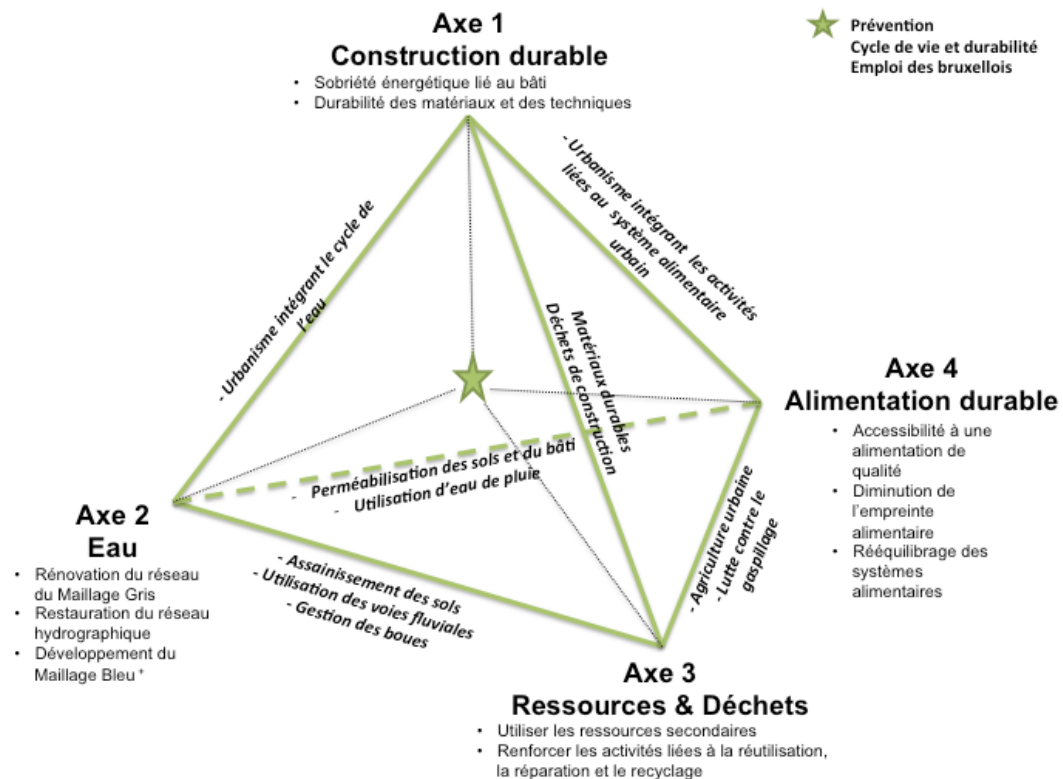 Axe 1
Construction durable
• Sobriété énergétique lié au bâti
• Durabilité des matériaux et des techniques
Prévention
Cycle de vie et durabilité
Emploi des bruxellois
- Urbanisme intégrant le cycle de
l'eau
- Urbanisme intégrant les activités
liées au système alimentaire
urbain
Matériaux durables
Déchets de construction
- Perméabilisation des sols et du bâti
- Utilisation d'eau de pluie
Axe 4
Alimentation durable
• Accessibilité à une
alimentation de
qualité
• Diminution de
l'empreinte
alimentaire
• Rééquilibrage des
systèmes
alimentaires
Axe 2
Eau
• Rénovation du réseau
du Maillage Gris
• Restauration du réseau
hydrographique
• Développement du
Maillage Bleu +
- Assainissement des sols
- Utilisation des voies fluviales
- Gestion des boues
- Agriculture urbaine
- Lutte contre le
gaspillage
Axe 3
Ressources & Déchets
• Utiliser les ressources secondaires
• Renforcer les activités liées à la réutilisation,
la réparation et le recyclage